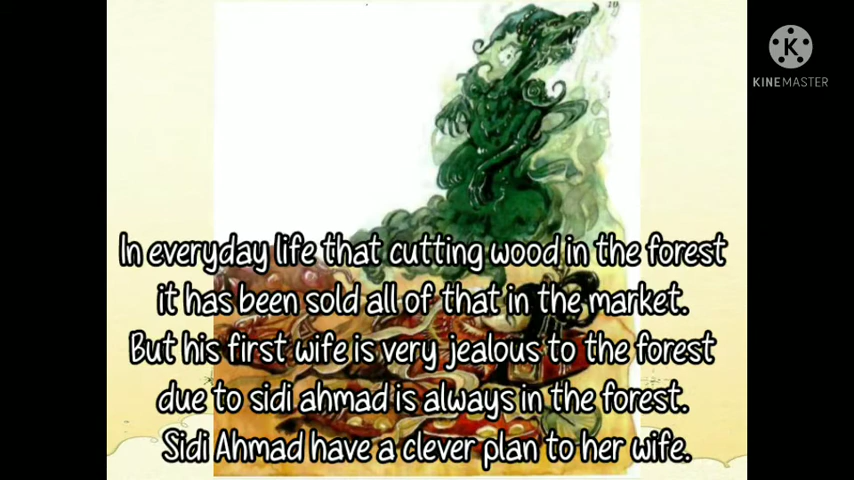 KINEMASTER
In everyday life that cutting wood in the forest
it has been sold all of that in the market.
But his first wife is very jealous to the forest
due to sidi ahmad is always in the forest.
Sidi Ahmad have a clever plan to her wife.